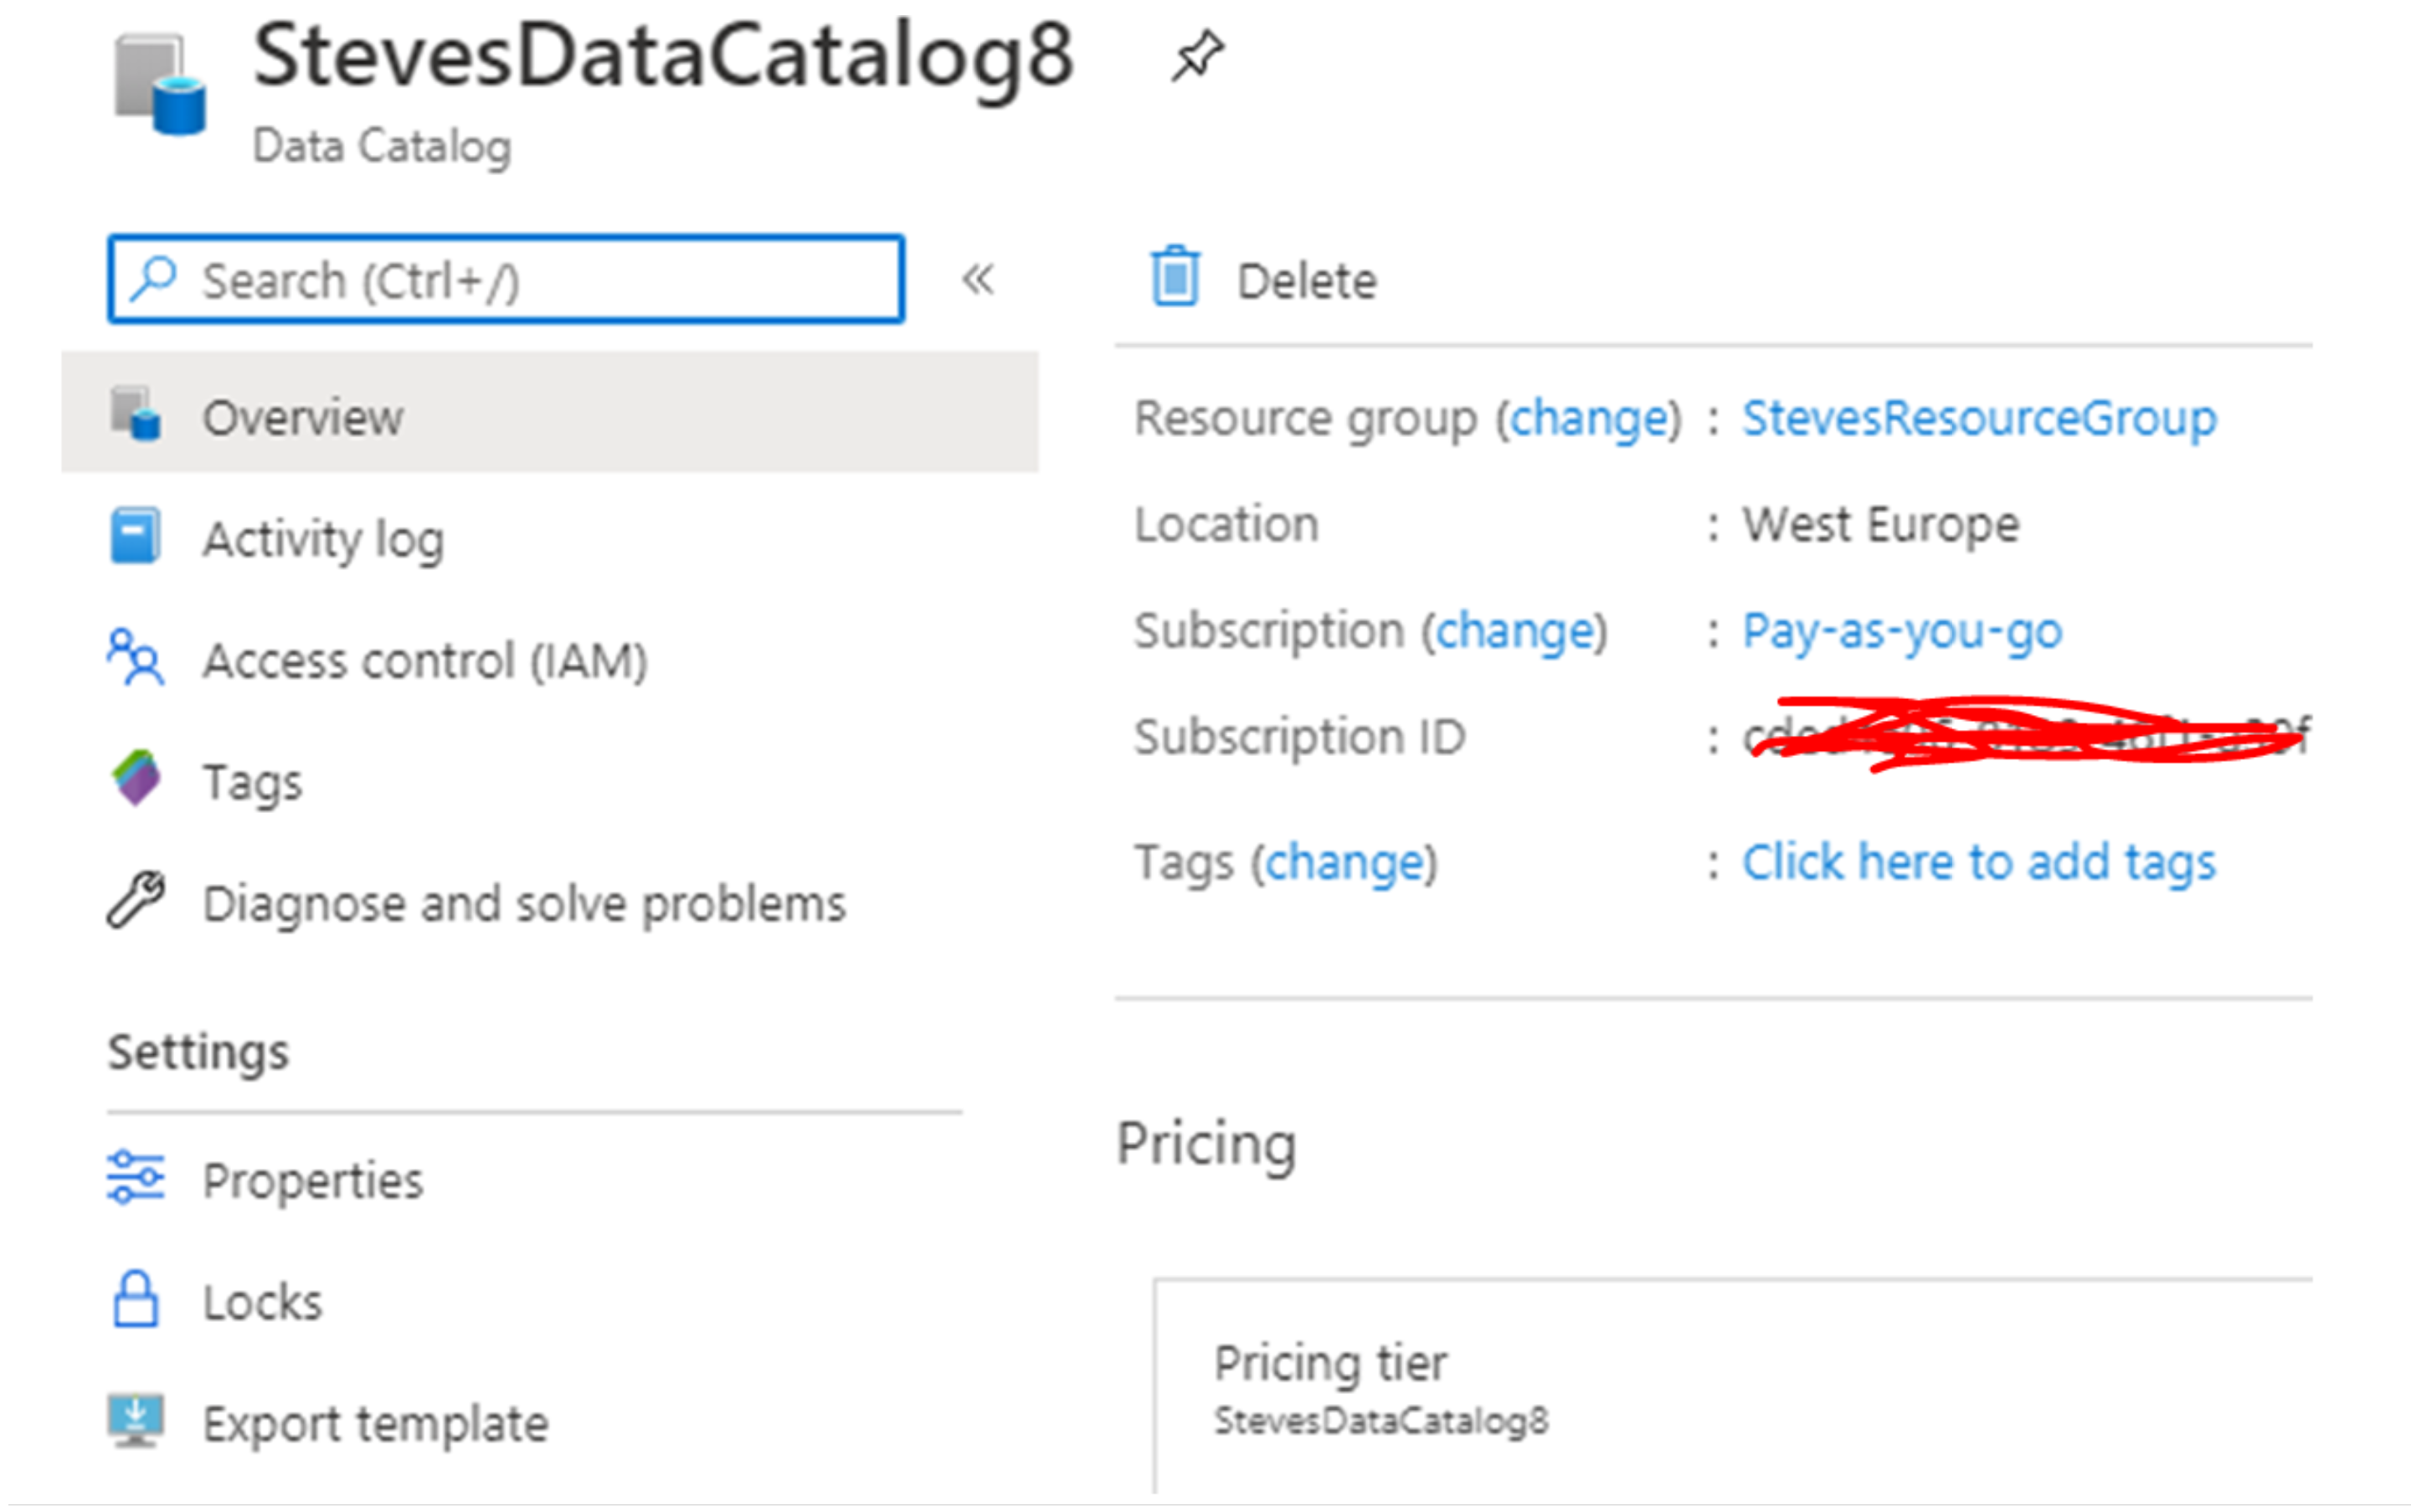 StevesDataCatalog8
Data Catalog
Search (Ctrl+/)
«
Delete
Overview
Activity log
Access control (IAM)
Tags
Diagnose and solve problems
Settings
Properties
Locks
Export template
Resource group (change) : StevesResourceGroup
Location : West Europe
Subscription (change) : Pay-as-you-go
Subscription ID :
Tags (change) : Click here to add tags
Pricing
Pricing tier
StevesDataCatalog8